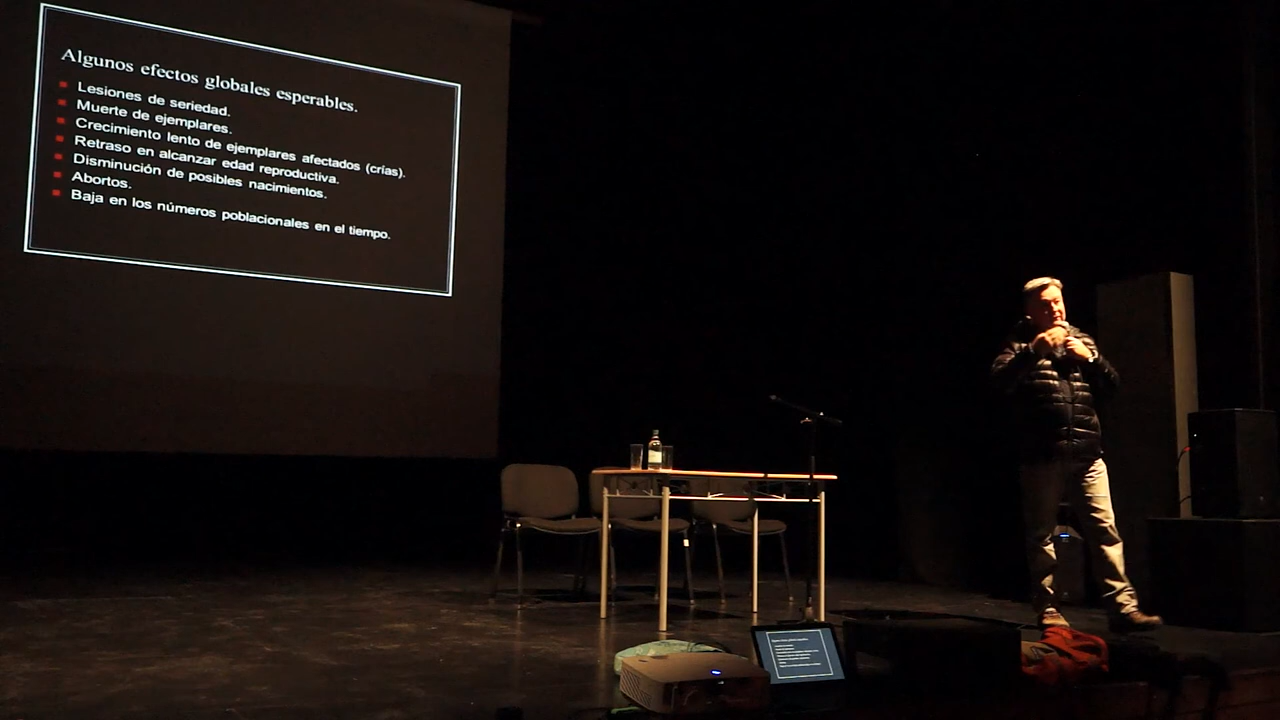 Algunos efectos globales esperables.
Lesiones de seriedad.
Muerte de ejemplares.
Crecimiento lento de ejemplares afectados (crías).
Retraso en alcanzar edad reproductiva.
Disminución de posibles nacimientos.
Abortos.
Baja en los números poblacionales en el tiempo.